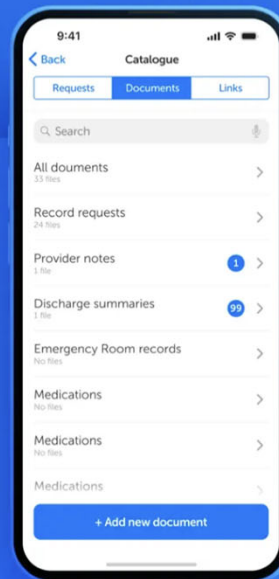 9:41
Back Catalogue
Requests Documents Links
Search
All douments
33 files
Record requests
24 files
Provider notes
1 file
1
Discharge summaries
1 file
99
Emergency Room records
No files
Medications
No files
Medications
No files
Medications
+ Add new document